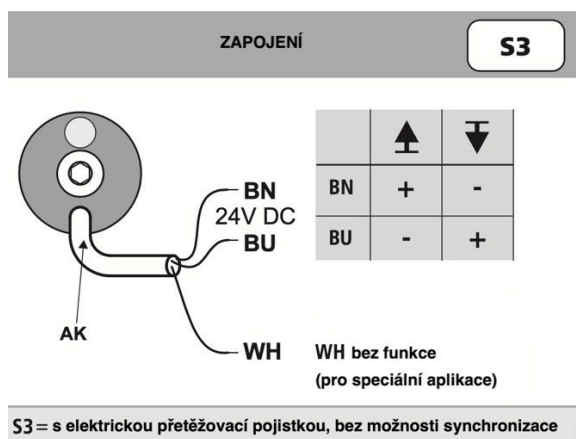 ZAPOJENÍ
S3
BN
24V DC
BU
AK
WH
BN + -
BU - +
WH bez funkce
(pro speciální aplikace)
S3 = s elektrickou přetěžovací pojistkou, bez možnosti synchronizace